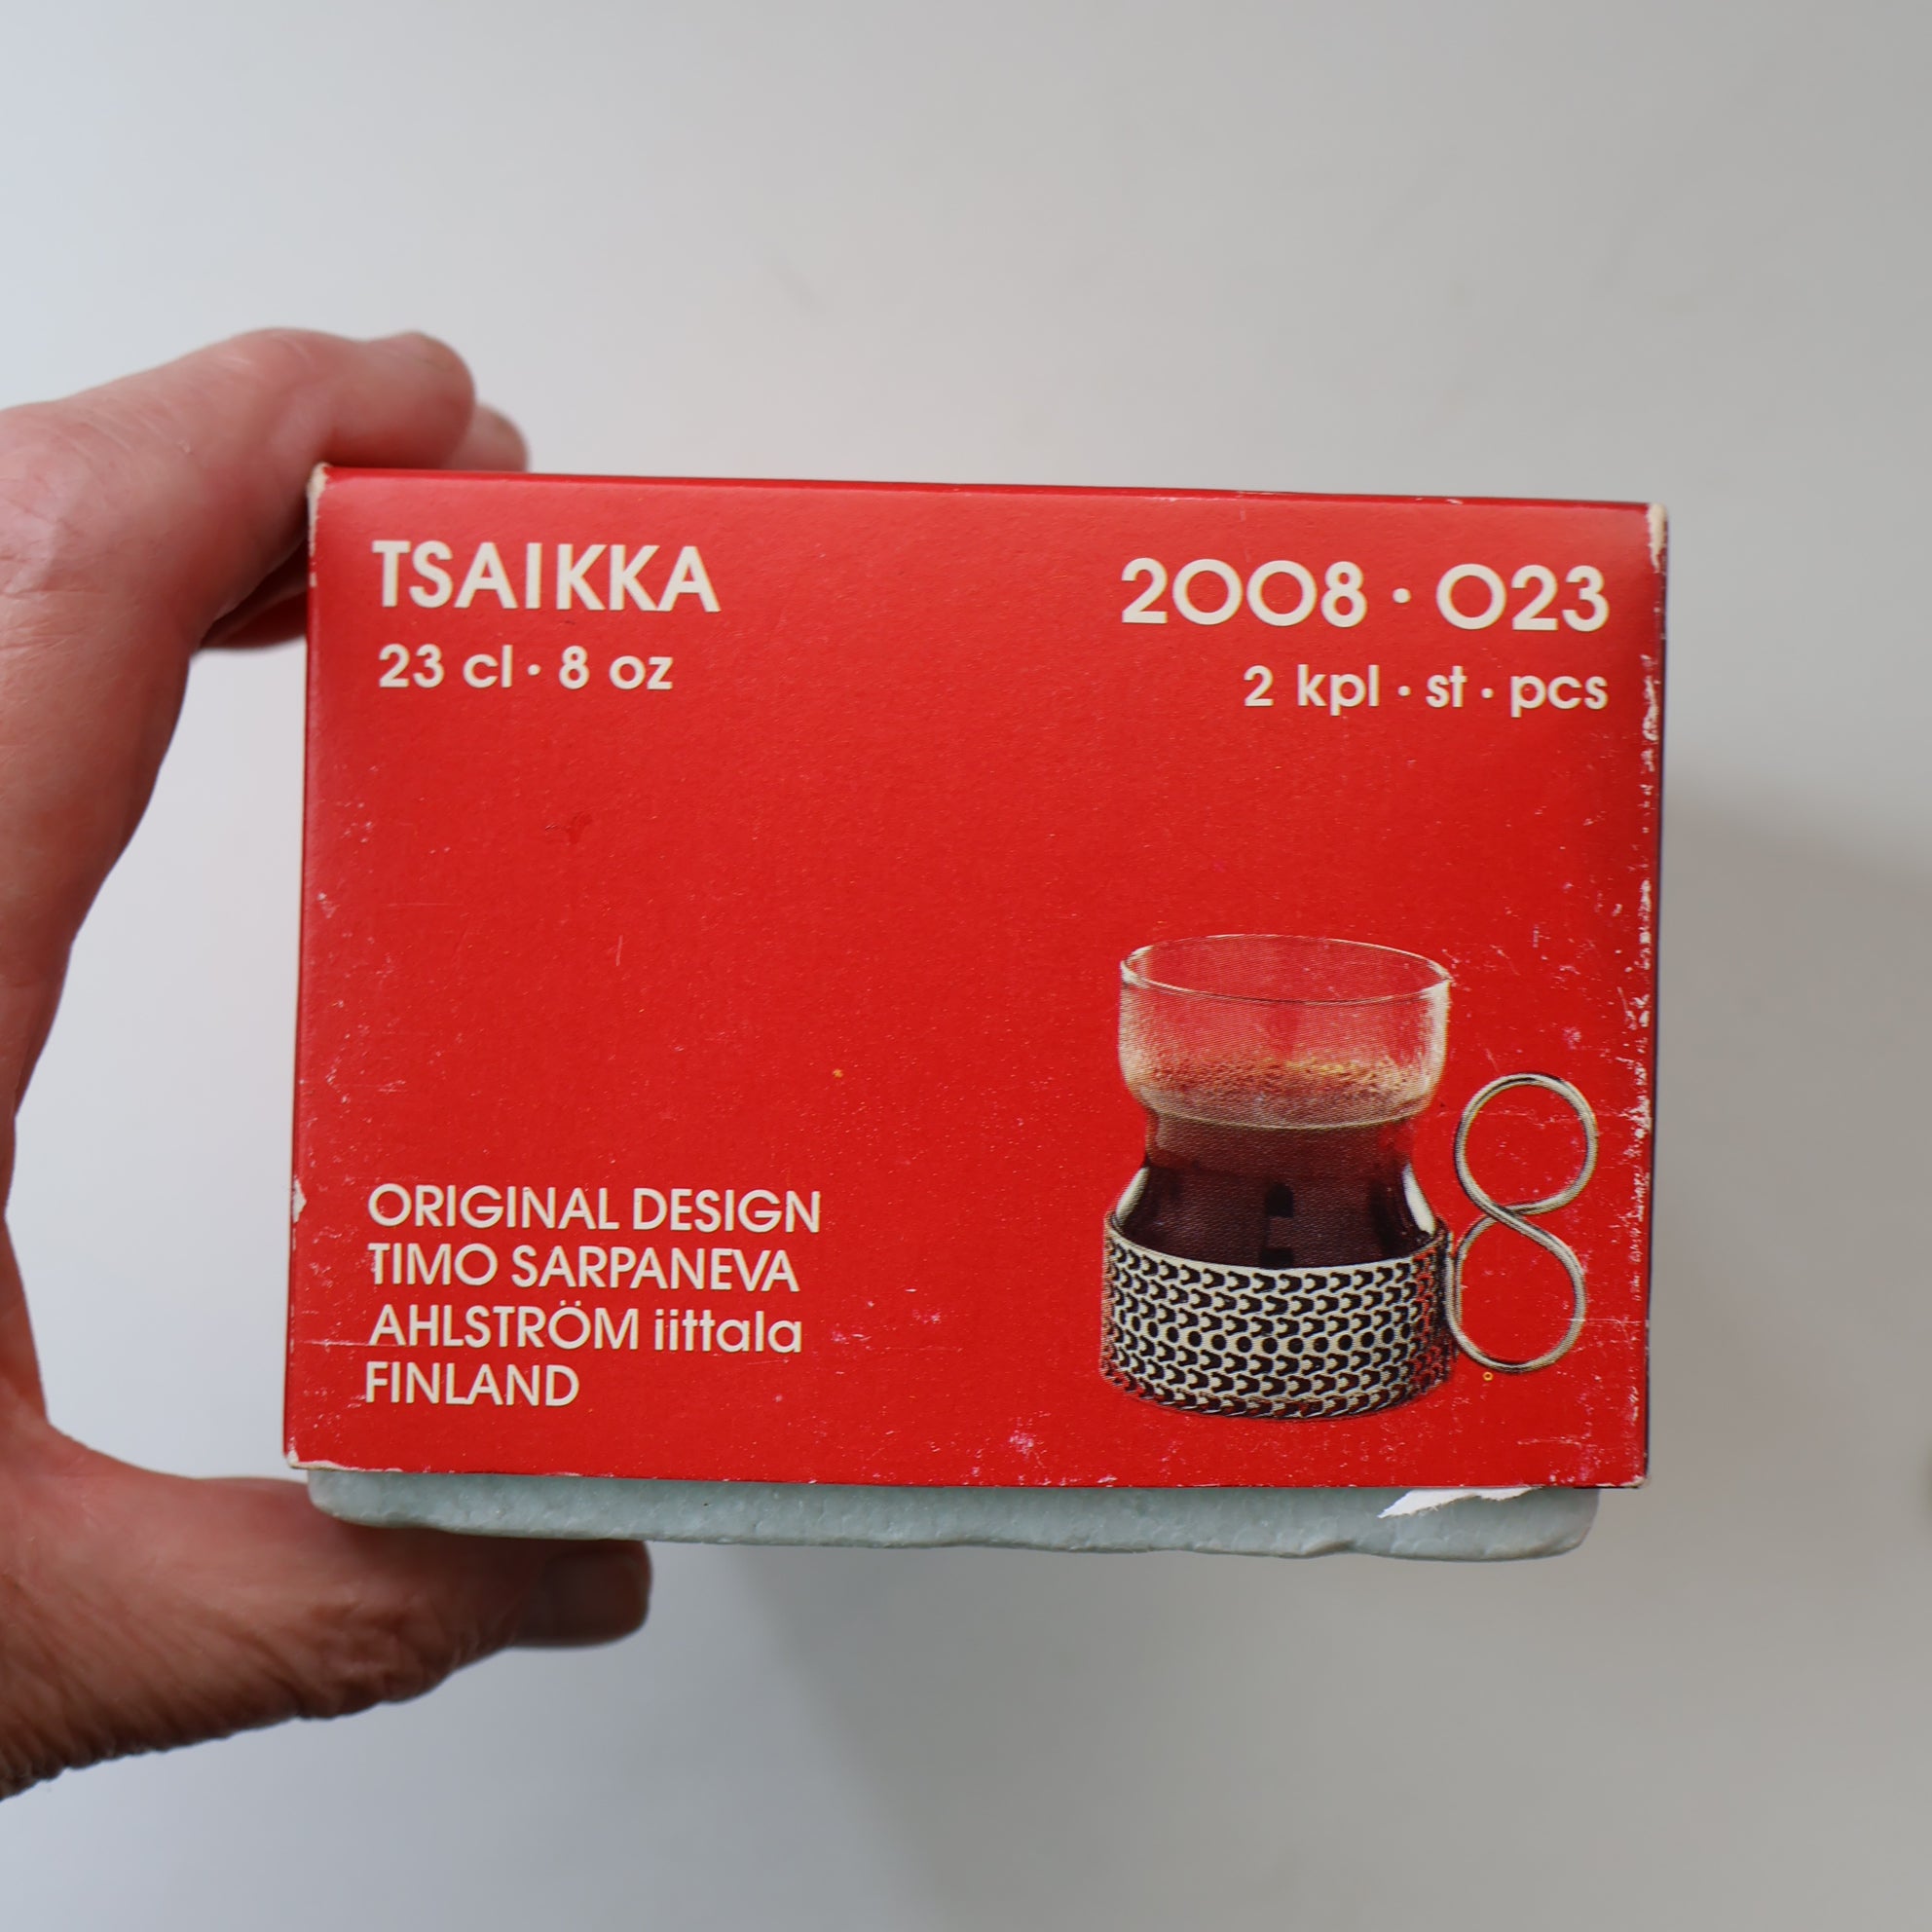 TSAIKKA
23 cl · 8 oz
2008 · 023
2 kpl · st · pcs
ORIGINAL DESIGN
TIMO SARPANEVA
AHLSTRÖM iittala
FINLAND